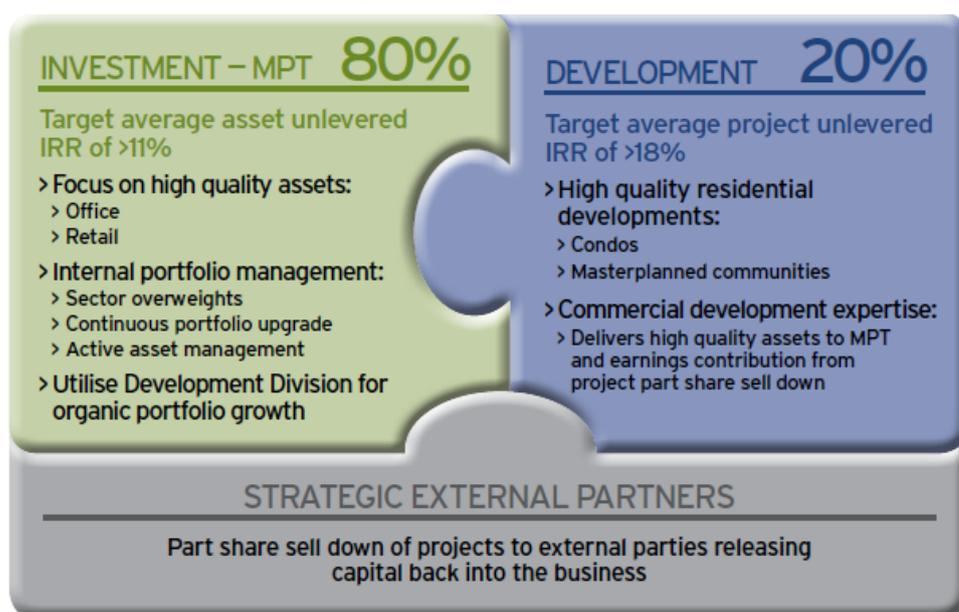 INVESTMENT – MPT 80%
Target average asset unlevered
IRR of >11%
> Focus on high quality assets:
> Office
> Retail
> Internal portfolio management:
> Sector overweights
> Continuous portfolio upgrade
> Active asset management
> Utilise Development Division for
organic portfolio growth
DEVELOPMENT 20%
Target average project unlevered
IRR of >18%
> High quality residential
developments:
> Condos
> Masterplanned communities
> Commercial development expertise:
> Delivers high quality assets to MPT
and earnings contribution from
project part share sell down
STRATEGIC EXTERNAL PARTNERS
Part share sell down of projects to external parties releasing
capital back into the business